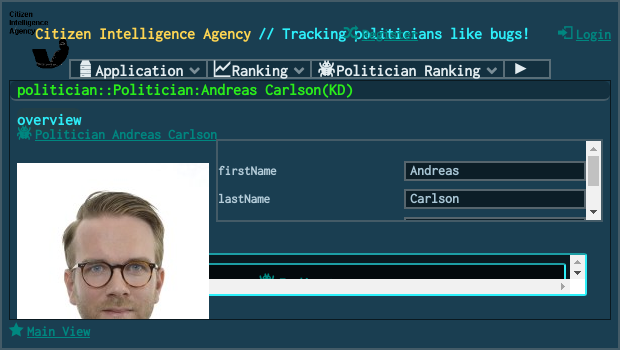 Citizen
Intelligence
Agency
Citizen Intelligence Agency // Tracking politicians like bugs!
Register
Login
Application
Ranking
Politician Ranking
politician::Politician:Andreas Carlson(KD)
overview
Politician Andreas Carlson
firstName
Andreas
lastName
Carlson
Main View